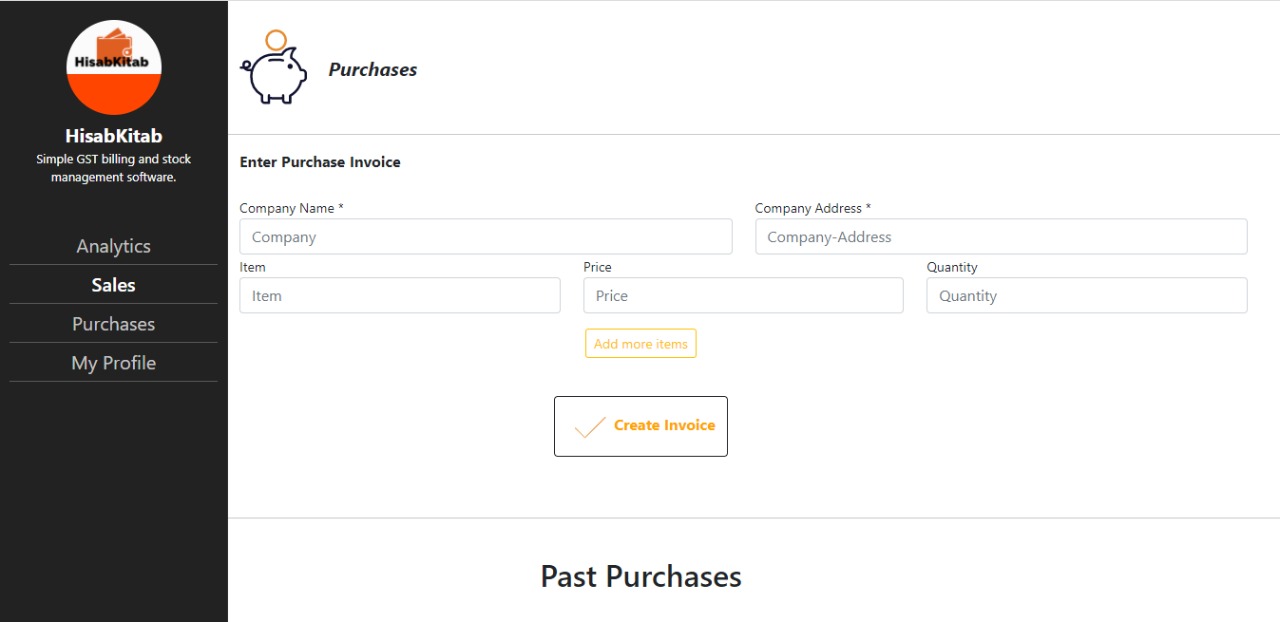 HisabKitab
HisabKitab
Simple GST billing and stock
management software.
Analytics
Sales
Purchases
My Profile
Purchases
Enter Purchase Invoice
Company Name * Company Address *
Company Company-Address
Item Price Quantity
Item Price Quantity
Add more items
Create Invoice
Past Purchases